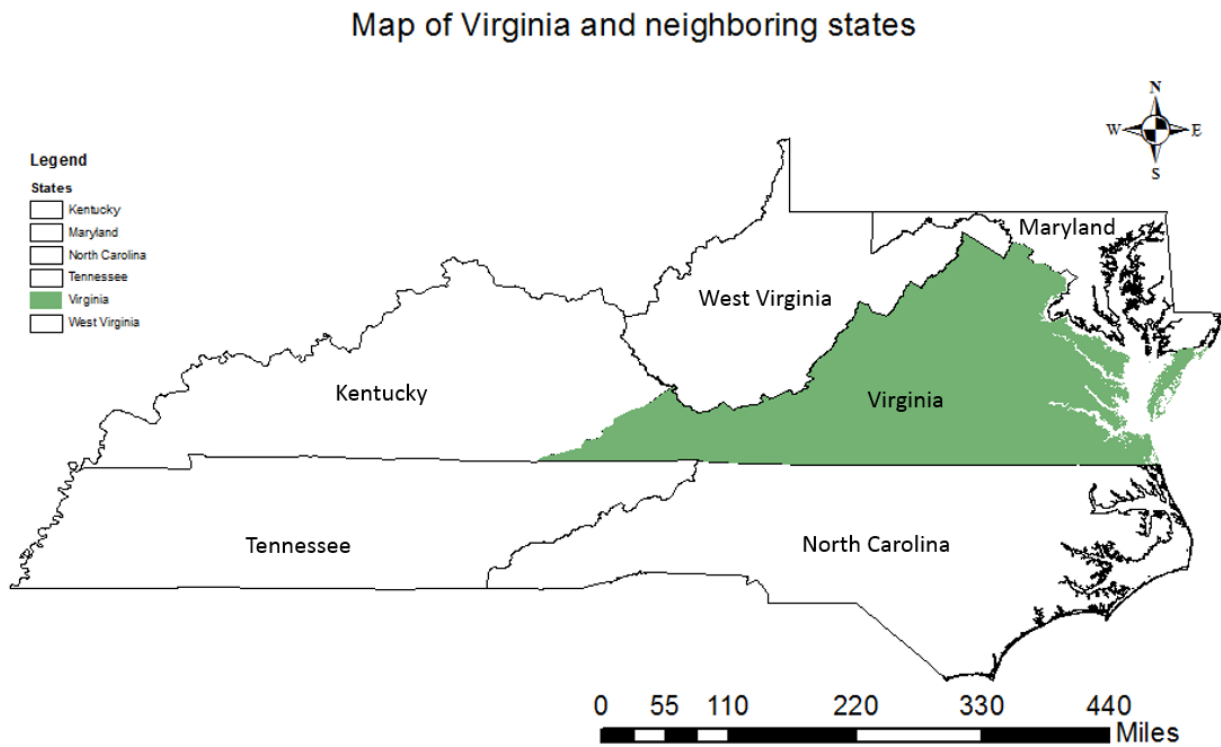 Map of Virginia and neighboring states
N
W E
S
Legend
States
Kentucky
Maryland
North Carolina
Tennessee
Virginia
West Virginia
Maryland
West Virginia
Kentucky
Virginia
Tennessee
North Carolina
0 55 110 220 330 440
Miles